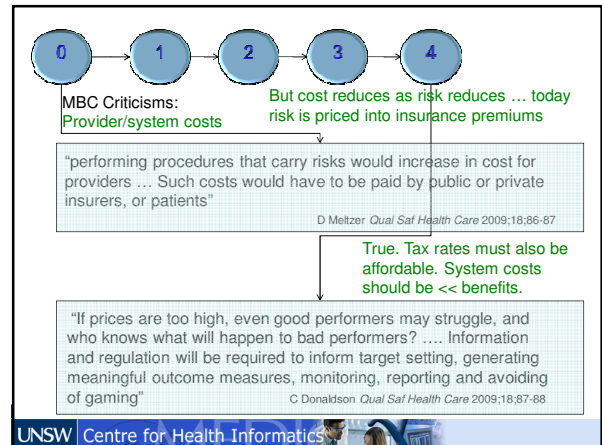 0 1 2 3 4
MBC Criticisms:
Provider/system costs
But cost reduces as risk reduces … today
risk is priced into insurance premiums
“performing procedures that carry risks would increase in cost for
providers … Such costs would have to be paid by public or private
insurers, or patients”
D Meltzer Qual Saf Health Care 2009;18;86-87
True. Tax rates must also be
affordable. System costs
should be << benefits.
“If prices are too high, even good performers may struggle, and
who knows what will happen to bad performers? …. Information
and regulation will be required to inform target setting, generating
meaningful outcome measures, monitoring, reporting and avoiding
of gaming”
C Donaldson Qual Saf Health Care 2009;18;87-88
UNSW Centre for Health Informatics